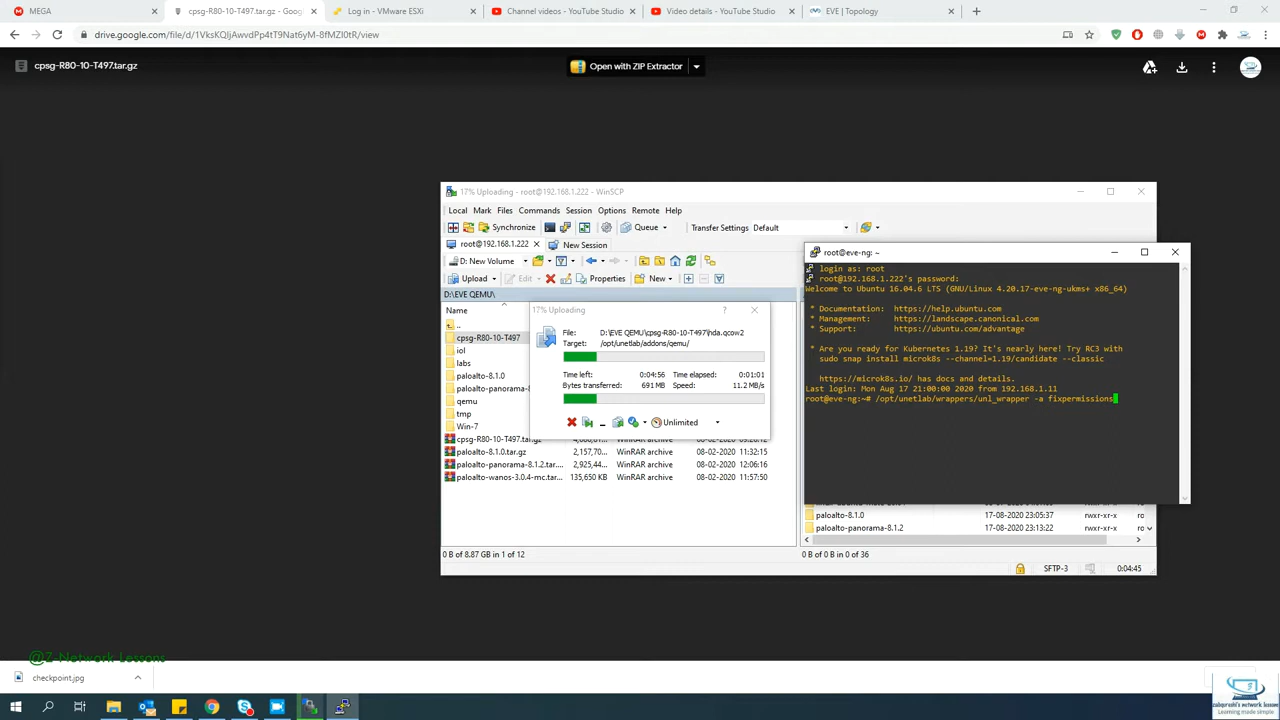 MEGA
cpsg-R80-10-T497.tar.gz - Goog
Log in - VMware ESXi
Channel videos - YouTube Studio
Video details - YouTube Studio
EVE | Topology
drive.google.com/file/d/1VksKQIjAwvdPp4tT9Nat6yM-8fMZI0tR/view
cpsg-R80-10-T497.tar.gz
Open with ZIP Extractor
17% Uploading - root@192.168.1.222 - WinSCP
Local Mark Files Commands Session Options Remote Help
Synchronize
Queue
Transfer Settings Default
root@192.168.1.222
New Session
D: New Volume
Upload
Edit
Properties
New
D:\EVE QEMU\
Name
..
cpsg-R80-10-T497
iol
labs
paloalto-8.1.0
paloalto-panorama-8
qemu
tmp
Win-7
cpsg-R80-10-T497.tar.gz
WinRAR archive
paloalto-8.1.0.tar.gz 2,157,70... WinRAR archive 08-02-2020 11:32:15
paloalto-panorama-8.1.2.tar.... 2,925,44... WinRAR archive 08-02-2020 12:06:16
paloalto-wanos-3.0.4-mc.tar... 135,650 KB WinRAR archive 08-02-2020 11:57:50
0 B of 8.87 GB in 1 of 12
17% Uploading
File: D:\EVE QEMU\cpsg-R80-10-T497\hda.qcow2
Target: /opt/unetlab/addons/qemu/
Time left: 0:04:56 Time elapsed: 0:01:01
Bytes transferred: 691 MB Speed: 11.2 MB/s
Unlimited
root@eve-ng: ~
login as: root
root@192.168.1.222's password:
Welcome to Ubuntu 16.04.6 LTS (GNU/Linux 4.20.17-eve-ng-ukms+ x86_64)
* Documentation: https://help.ubuntu.com
* Management: https://landscape.canonical.com
* Support: https://ubuntu.com/advantage
* Are you ready for Kubernetes 1.19? It's nearly here! Try RC3 with
sudo snap install microk8s --channel=1.19/candidate --classic
https://microk8s.io/ has docs and details.
Last login: Mon Aug 17 21:00:00 2020 from 192.168.1.11
root@eve-ng:~# /opt/unetlab/wrappers/unl_wrapper -a fixpermissions
paloalto-8.1.0 17-08-2020 23:05:37 rwxr-xr-x ro
paloalto-panorama-8.1.2 17-08-2020 23:13:22 rwxr-xr-x ro
0 B of 0 B in 0 of 36
SFTP-3
0:04:45
@Z-Network Lessons
checkpoint.jpg
Learning made simple